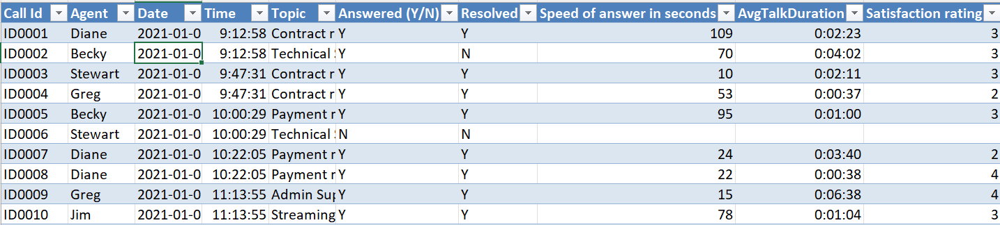 Call Id Agent Date Time Topic Answered (Y/N) Resolved Speed of answer in seconds AvgTalkDuration Satisfaction rating
ID0001 Diane 2021-01-0 9:12:58 Contract r Y Y 109 0:02:23 3
ID0002 Becky 2021-01-0 9:12:58 Technical Y N 70 0:04:02 3
ID0003 Stewart 2021-01-0 9:47:31 Contract r Y Y 10 0:02:11 3
ID0004 Greg 2021-01-0 9:47:31 Contract r Y Y 53 0:00:37 2
ID0005 Becky 2021-01-0 10:00:29 Payment r Y Y 95 0:01:00 3
ID0006 Stewart 2021-01-0 10:00:29 Technical N N
ID0007 Diane 2021-01-0 10:22:05 Payment r Y Y 24 0:03:40 2
ID0008 Diane 2021-01-0 10:22:05 Payment r Y Y 22 0:00:38 4
ID0009 Greg 2021-01-0 11:13:55 Admin Sup Y Y 15 0:06:38 4
ID0010 Jim 2021-01-0 11:13:55 Streaming Y Y 78 0:01:04 3